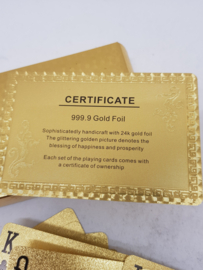 CERTIFICATE
999.9 Gold Foil
Sophisticatedly handicraft with 24k gold foil
The glittering golden picture denotes the
blessing of happiness and prosperity
Each set of the playing cards comes with
a certificate of ownership
K
Q